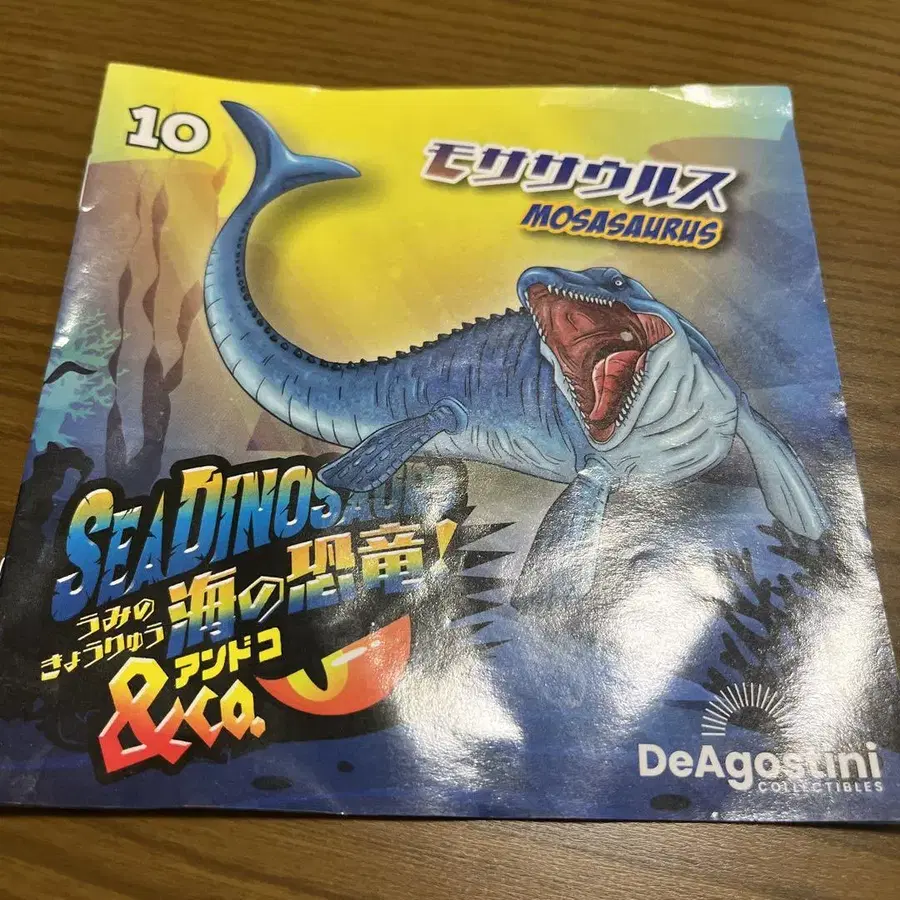 10
モササウルス
MOSASAURUS
SEA DINOSAURS
海の恐竜!
うみの
きょうりゅう
アンドコ
&CO.
DeAgostini
COLLECTIBLES